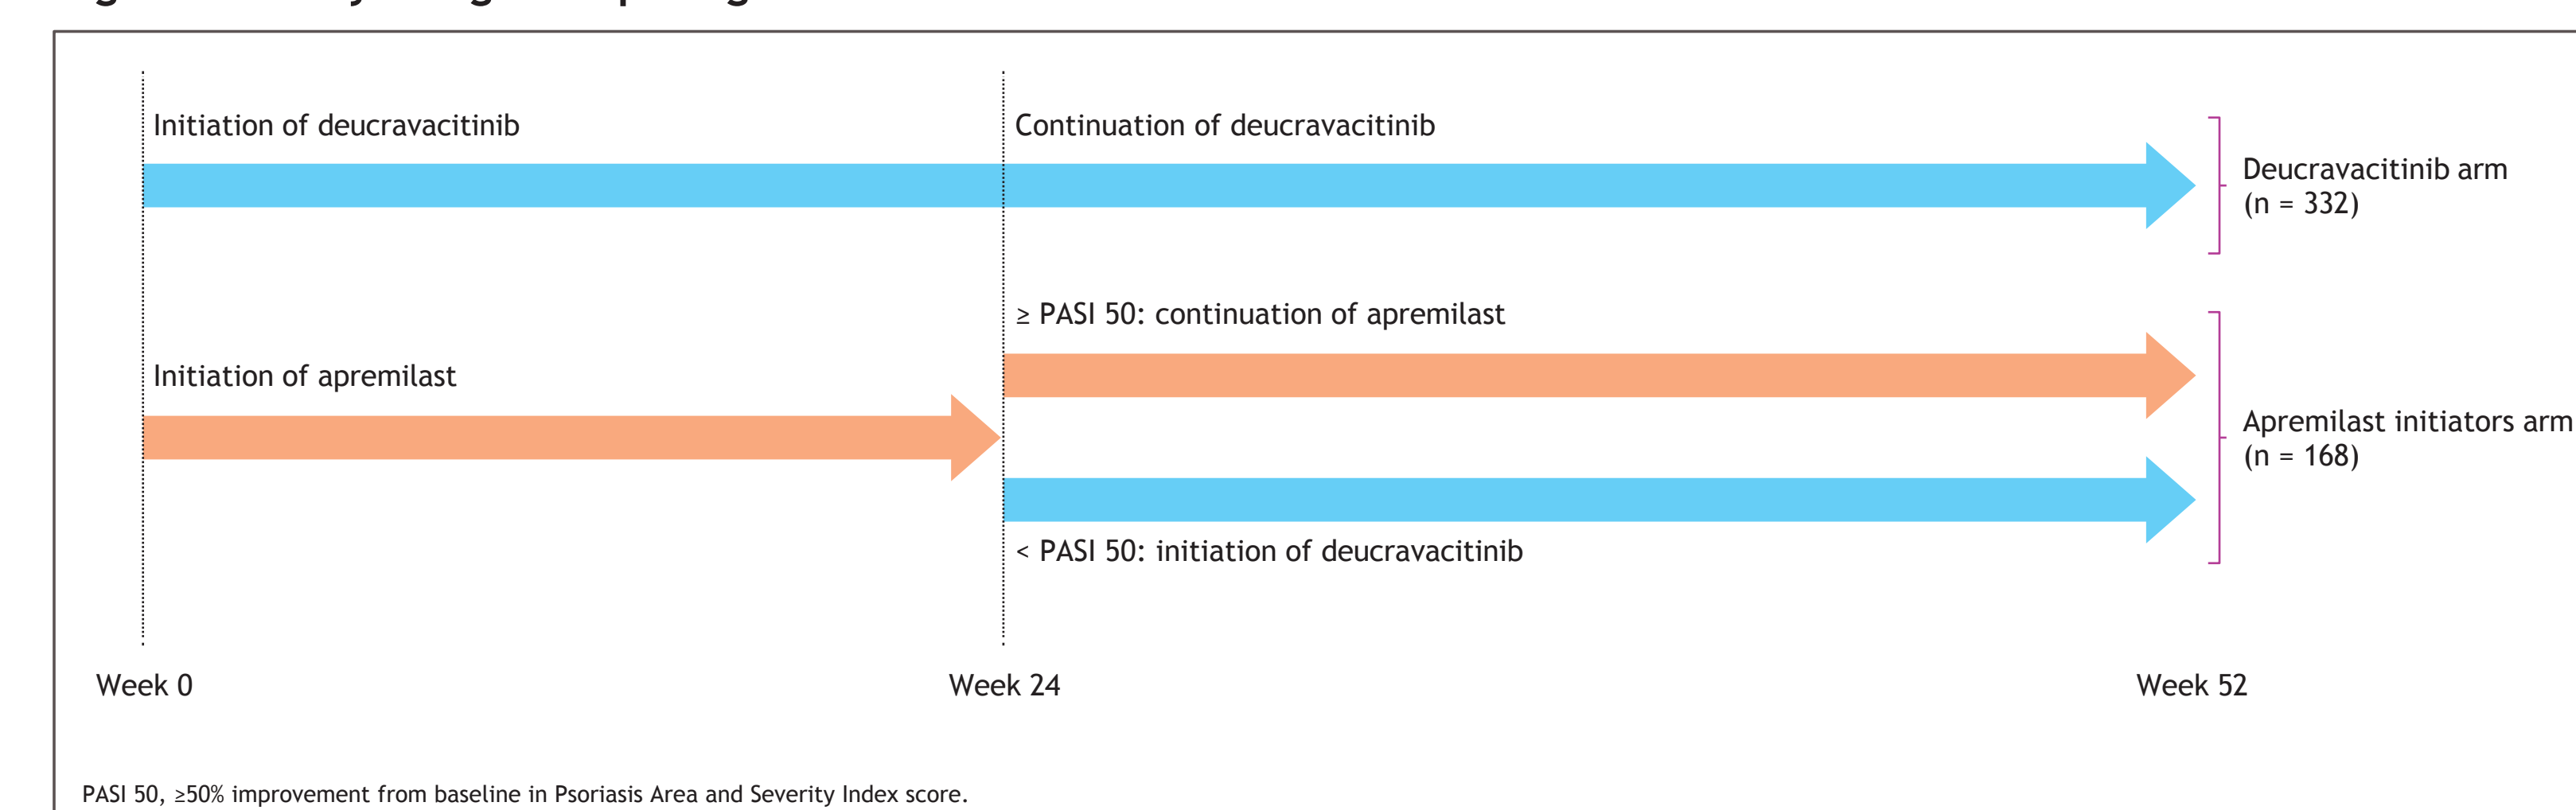 Initiation of deucravacitinib
Continuation of deucravacitinib
Deucravacitinib arm
(n = 332)
≥ PASI 50: continuation of apremilast
Initiation of apremilast
Apremilast initiators arm
(n = 168)
< PASI 50: initiation of deucravacitinib
Week 0
Week 24
Week 52
PASI 50, ≥50% improvement from baseline in Psoriasis Area and Severity Index score.